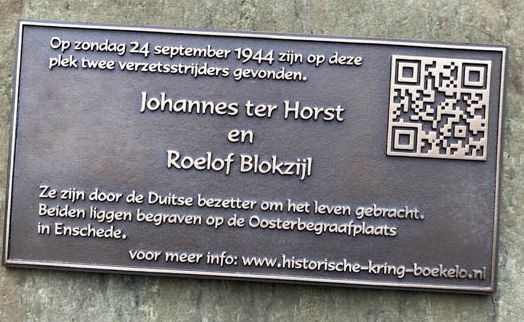 Op zondag 24 september 1944 zijn op deze
plek twee verzetsstrijders gevonden.
Johannes ter Horst
en
Roelof Blokzijl
Ze zijn door de Duitse bezetter om het leven gebracht.
Beiden liggen begraven op de Oosterbegraafplaats
in Enschede.
voor meer info: www.historische-kring-boekelo.nl